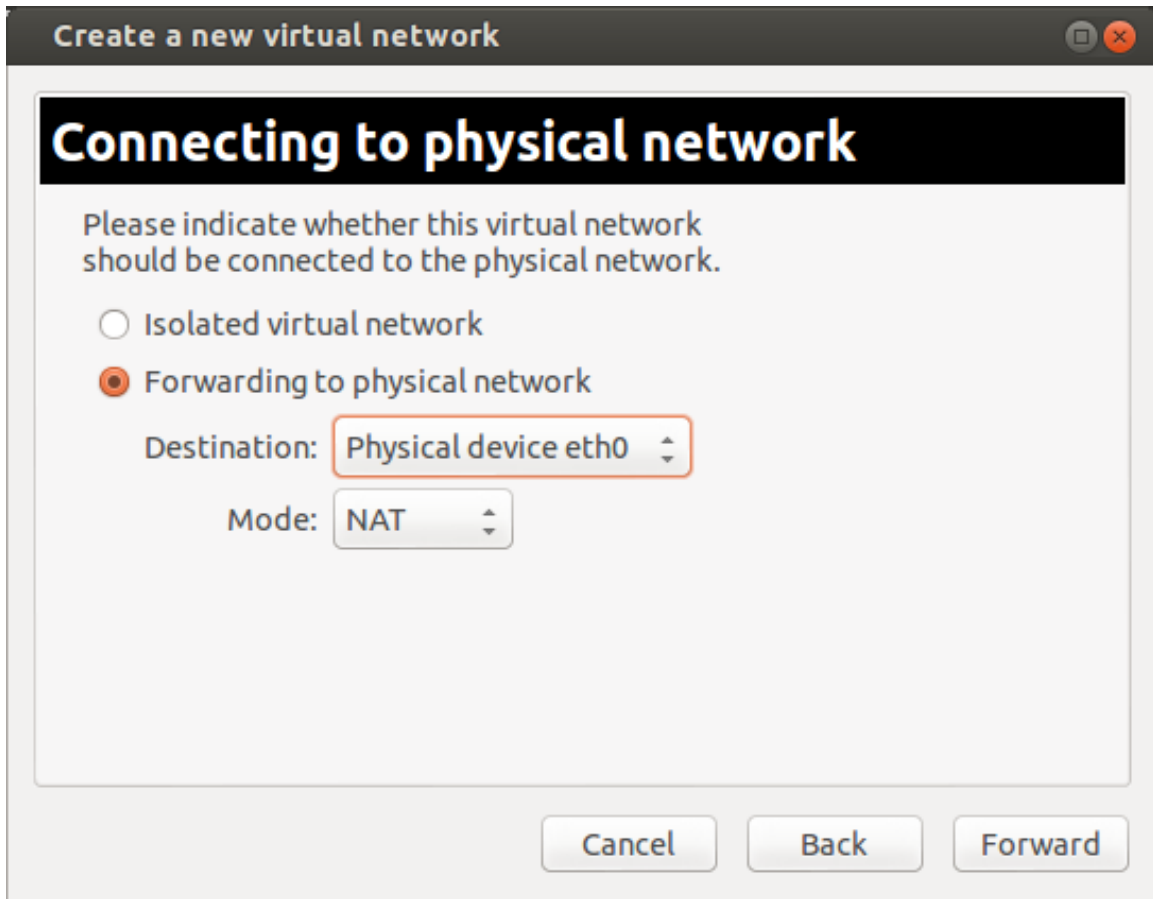 Create a new virtual network
Connecting to physical network
Please indicate whether this virtual network
should be connected to the physical network.
Isolated virtual network
Forwarding to physical network
Destination: Physical device eth0
Mode: NAT
Cancel Back Forward